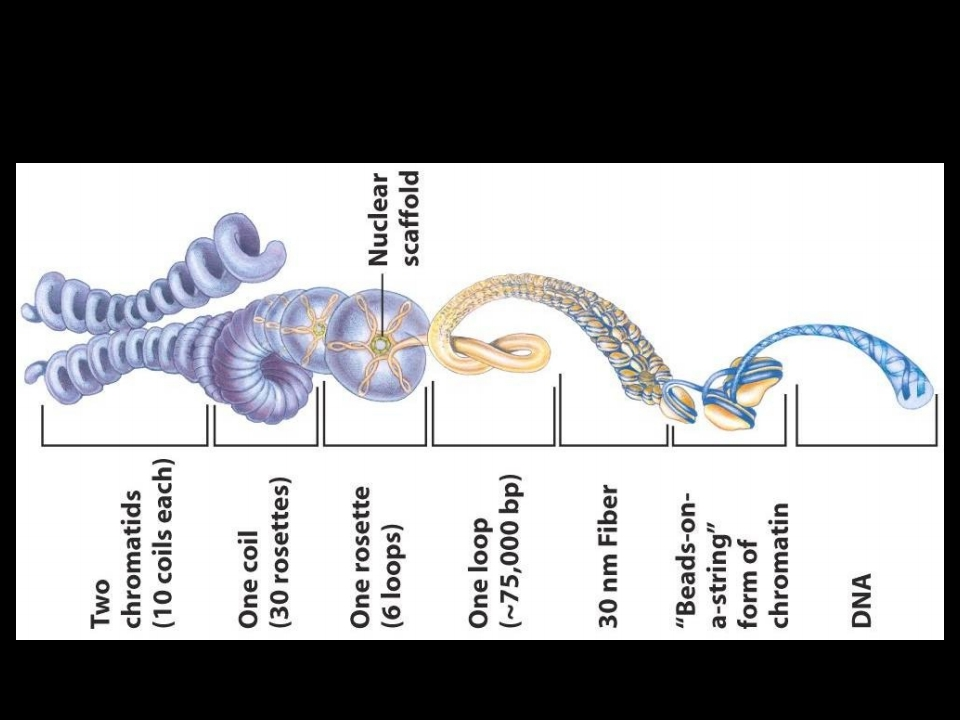 Nuclear
scaffold
Two
chromatids
(10 coils each)
One coil
(30 rosettes)
One rosette
(6 loops)
One loop
(~75,000 bp)
30 nm Fiber
“Beads-on-
a-string”
form of
chromatin
DNA